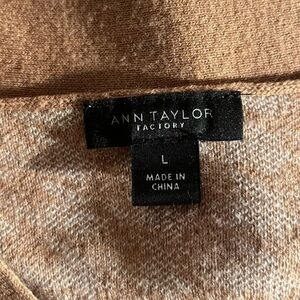 ANN TAYLOR
FACTORY
L
MADE IN
CHINA